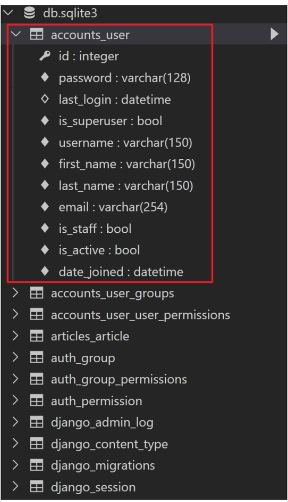 db.sqlite3
accounts_user
id : integer
password : varchar(128)
last_login : datetime
is_superuser : bool
username : varchar(150)
first_name : varchar(150)
last_name : varchar(150)
email : varchar(254)
is_staff : bool
is_active : bool
date_joined : datetime
accounts_user_groups
accounts_user_user_permissions
articles_article
auth_group
auth_group_permissions
auth_permission
django_admin_log
django_content_type
django_migrations
django_session